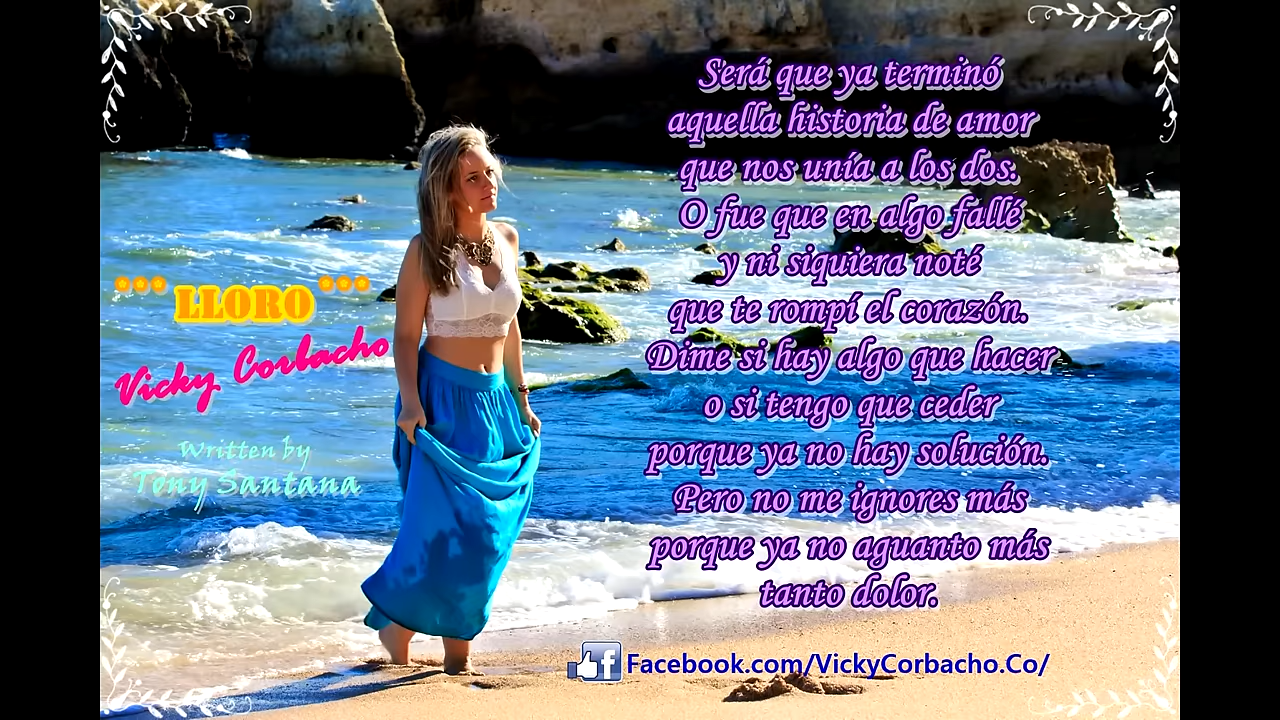 *** LLORO ***
Vicky Corbacho
Written by
Tony Santana
Será que ya terminó
aquella historia de amor
que nos unía a los dos.
O fue que en algo fallé
y ni siquiera noté
que te rompí el corazón.
Dime si hay algo que hacer
o si tengo que ceder
porque ya no hay solución.
Pero no me ignores más
porque ya no aguanto más
tanto dolor.
f Facebook.com/VickyCorbacho.Co/